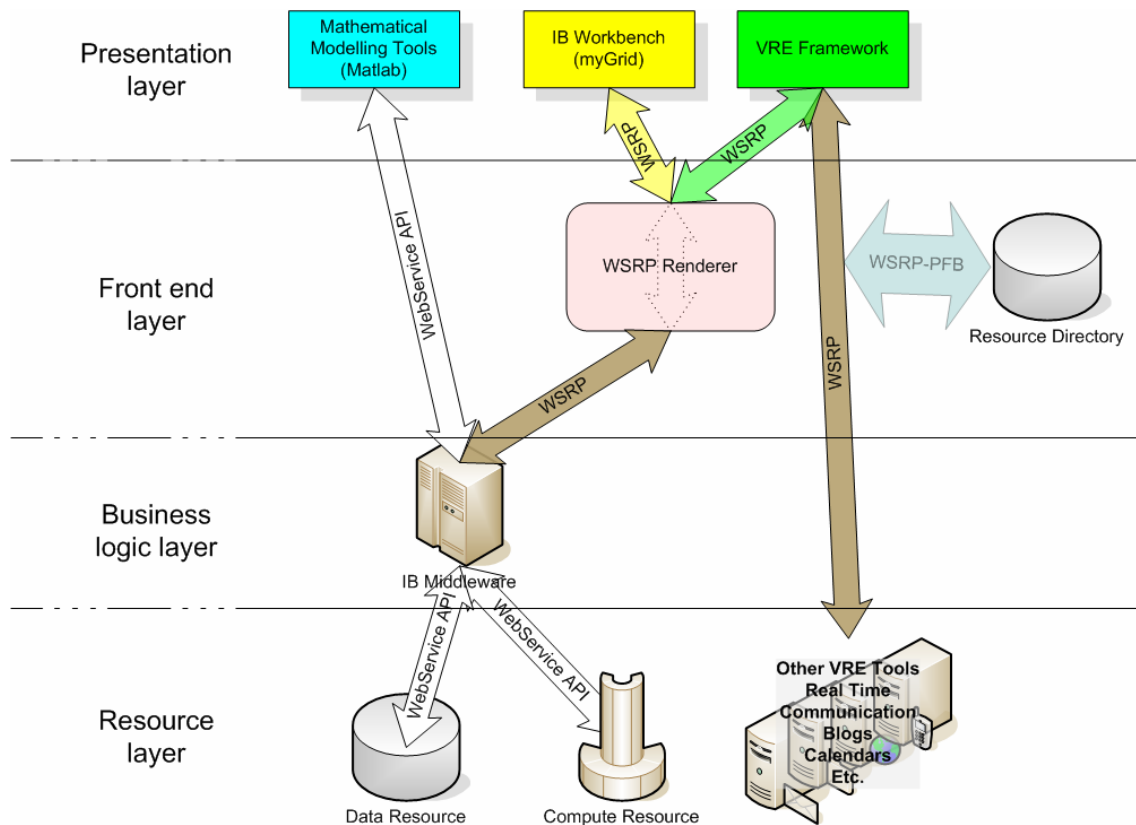 Presentation
layer
Mathematical
Modelling Tools
(Matlab)
IB Workbench
(myGrid)
VRE Framework
WSRP
WSRP
Front end
layer
WebService API
WSRP Renderer
WSRP-PFB
Resource Directory
WSRP
WSRP
Business
logic layer
IB Middleware
WebService API
WebService API
Resource
layer
Other VRE Tools
Real Time
Communication
Blogs
Calendars
Etc.
Data Resource
Compute Resource